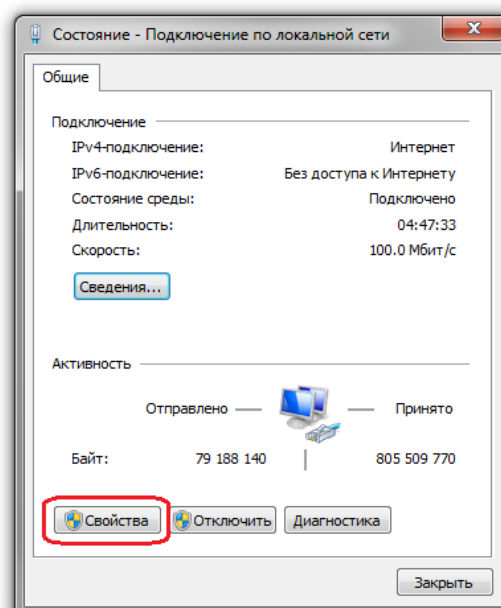 Состояние - Подключение по локальной сети
Общие
Подключение
IPv4-подключение: Интернет
IPv6-подключение: Без доступа к Интернету
Состояние среды: Подключено
Длительность: 04:47:33
Скорость: 100.0 Мбит/с
Сведения...
Активность
Отправлено — — Принято
Байт: 79 188 140 | 805 509 770
Свойства Отключить Диагностика
Закрыть